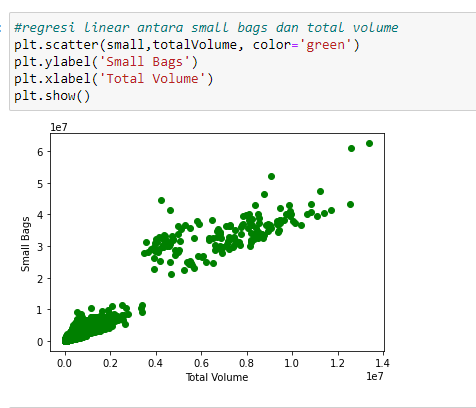 #regresi linear antara small bags dan total volume
plt.scatter(small,totalVolume, color='green')
plt.ylabel('Small Bags')
plt.xlabel('Total Volume')
plt.show()
1e7
6
5
4
3
2
1
0
Small Bags
0.0 0.2 0.4 0.6 0.8 1.0 1.2 1.4
Total Volume 1e7